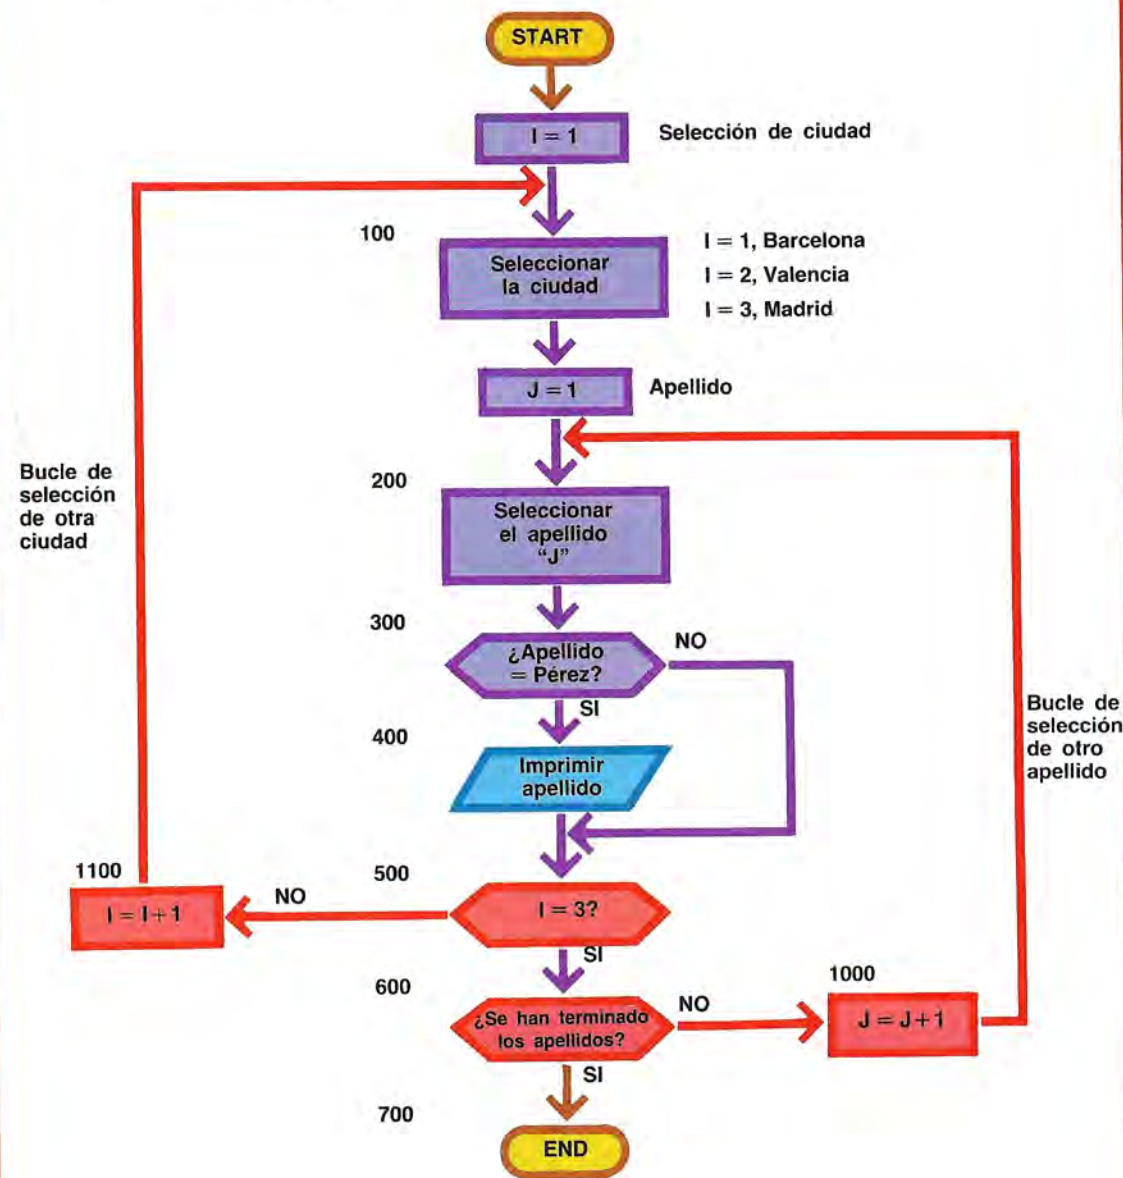 START
I = 1
Selección de ciudad
100
Seleccionar
la ciudad
I = 1, Barcelona
I = 2, Valencia
I = 3, Madrid
J = 1
Apellido
Bucle de
selección
de otra
ciudad
200
Seleccionar
el apellido
“J”
300
¿Apellido
= Pérez?
NO
SI
400
Imprimir
apellido
Bucle de
selección
de otro
apellido
1100
I = I+1
NO
500
I = 3?
SI
600
¿Se han terminado
los apellidos?
NO
1000
J = J+1
SI
700
END